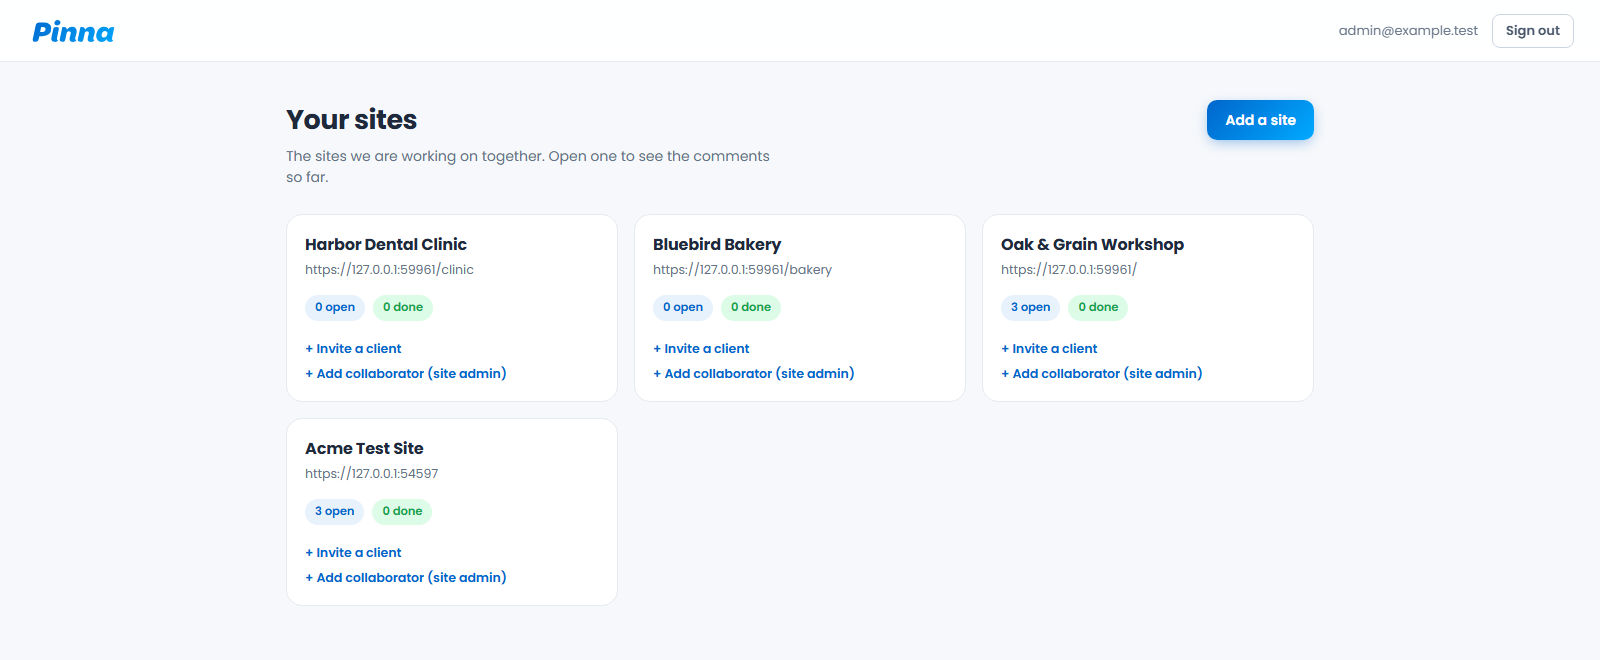 Pinna
admin@example.test
Sign out
Your sites
Add a site
The sites we are working on together. Open one to see the comments
so far.
Harbor Dental Clinic
https://127.0.0.1:59961/clinic
0 open
0 done
+ Invite a client
+ Add collaborator (site admin)
Bluebird Bakery
https://127.0.0.1:59961/bakery
0 open
0 done
+ Invite a client
+ Add collaborator (site admin)
Oak & Grain Workshop
https://127.0.0.1:59961/
3 open
0 done
+ Invite a client
+ Add collaborator (site admin)
Acme Test Site
https://127.0.0.1:54597
3 open
0 done
+ Invite a client
+ Add collaborator (site admin)